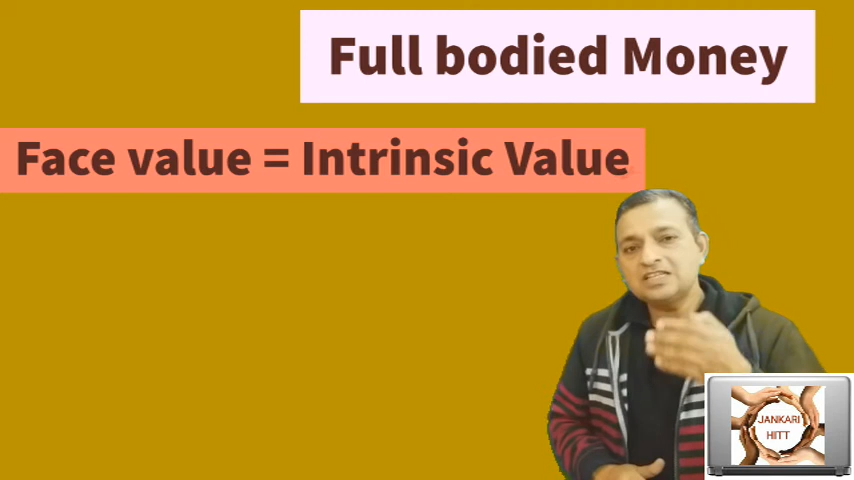 Full bodied Money
Face value = Intrinsic Value
JANKARI
HITT